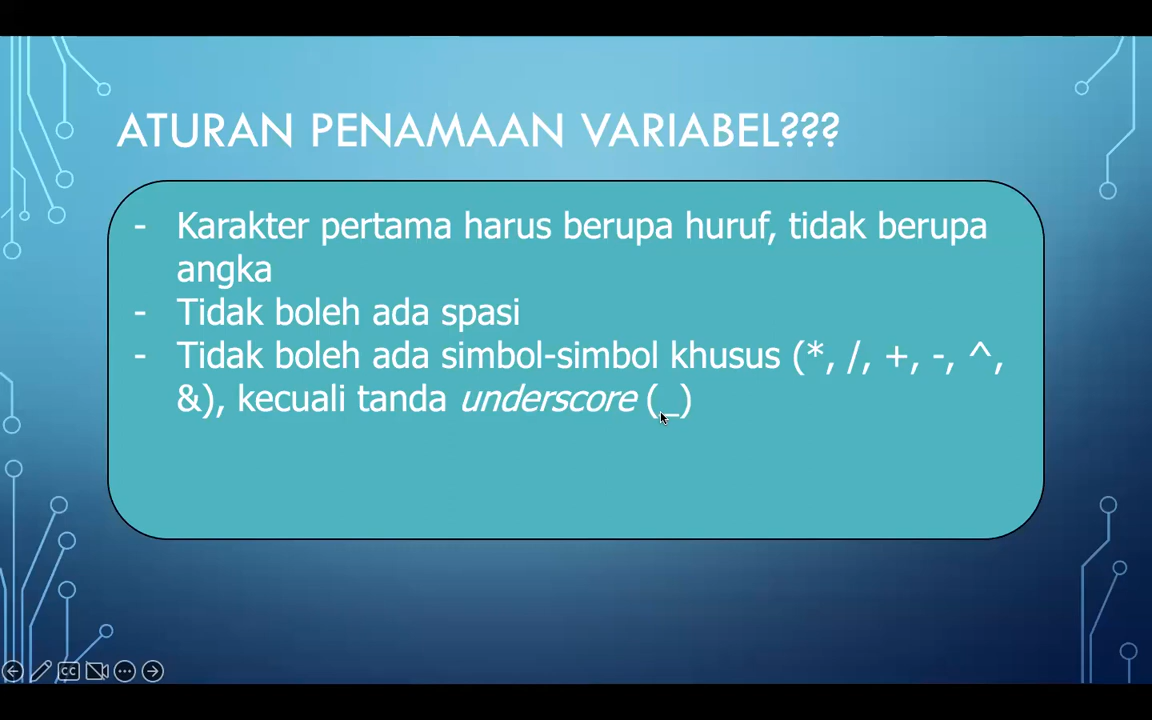 ATURAN PENAMAAN VARIABEL???
- Karakter pertama harus berupa huruf, tidak berupa
angka
- Tidak boleh ada spasi
- Tidak boleh ada simbol-simbol khusus (*, /, +, -, ^,
&), kecuali tanda underscore (_)
CC